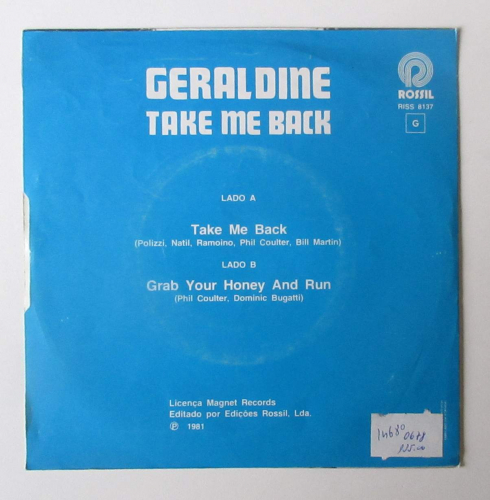 GERALDINE
TAKE ME BACK
ROSSIL
RISS 8137
G
LADO A
Take Me Back
(Polizzi, Natil, Ramoino, Phil Coulter, Bill Martin)
LADO B
Grab Your Honey And Run
(Phil Coulter, Dominic Bugatti)
Licença Magnet Records
Editado por Edições Rossil, Lda.
Ⓟ 1981